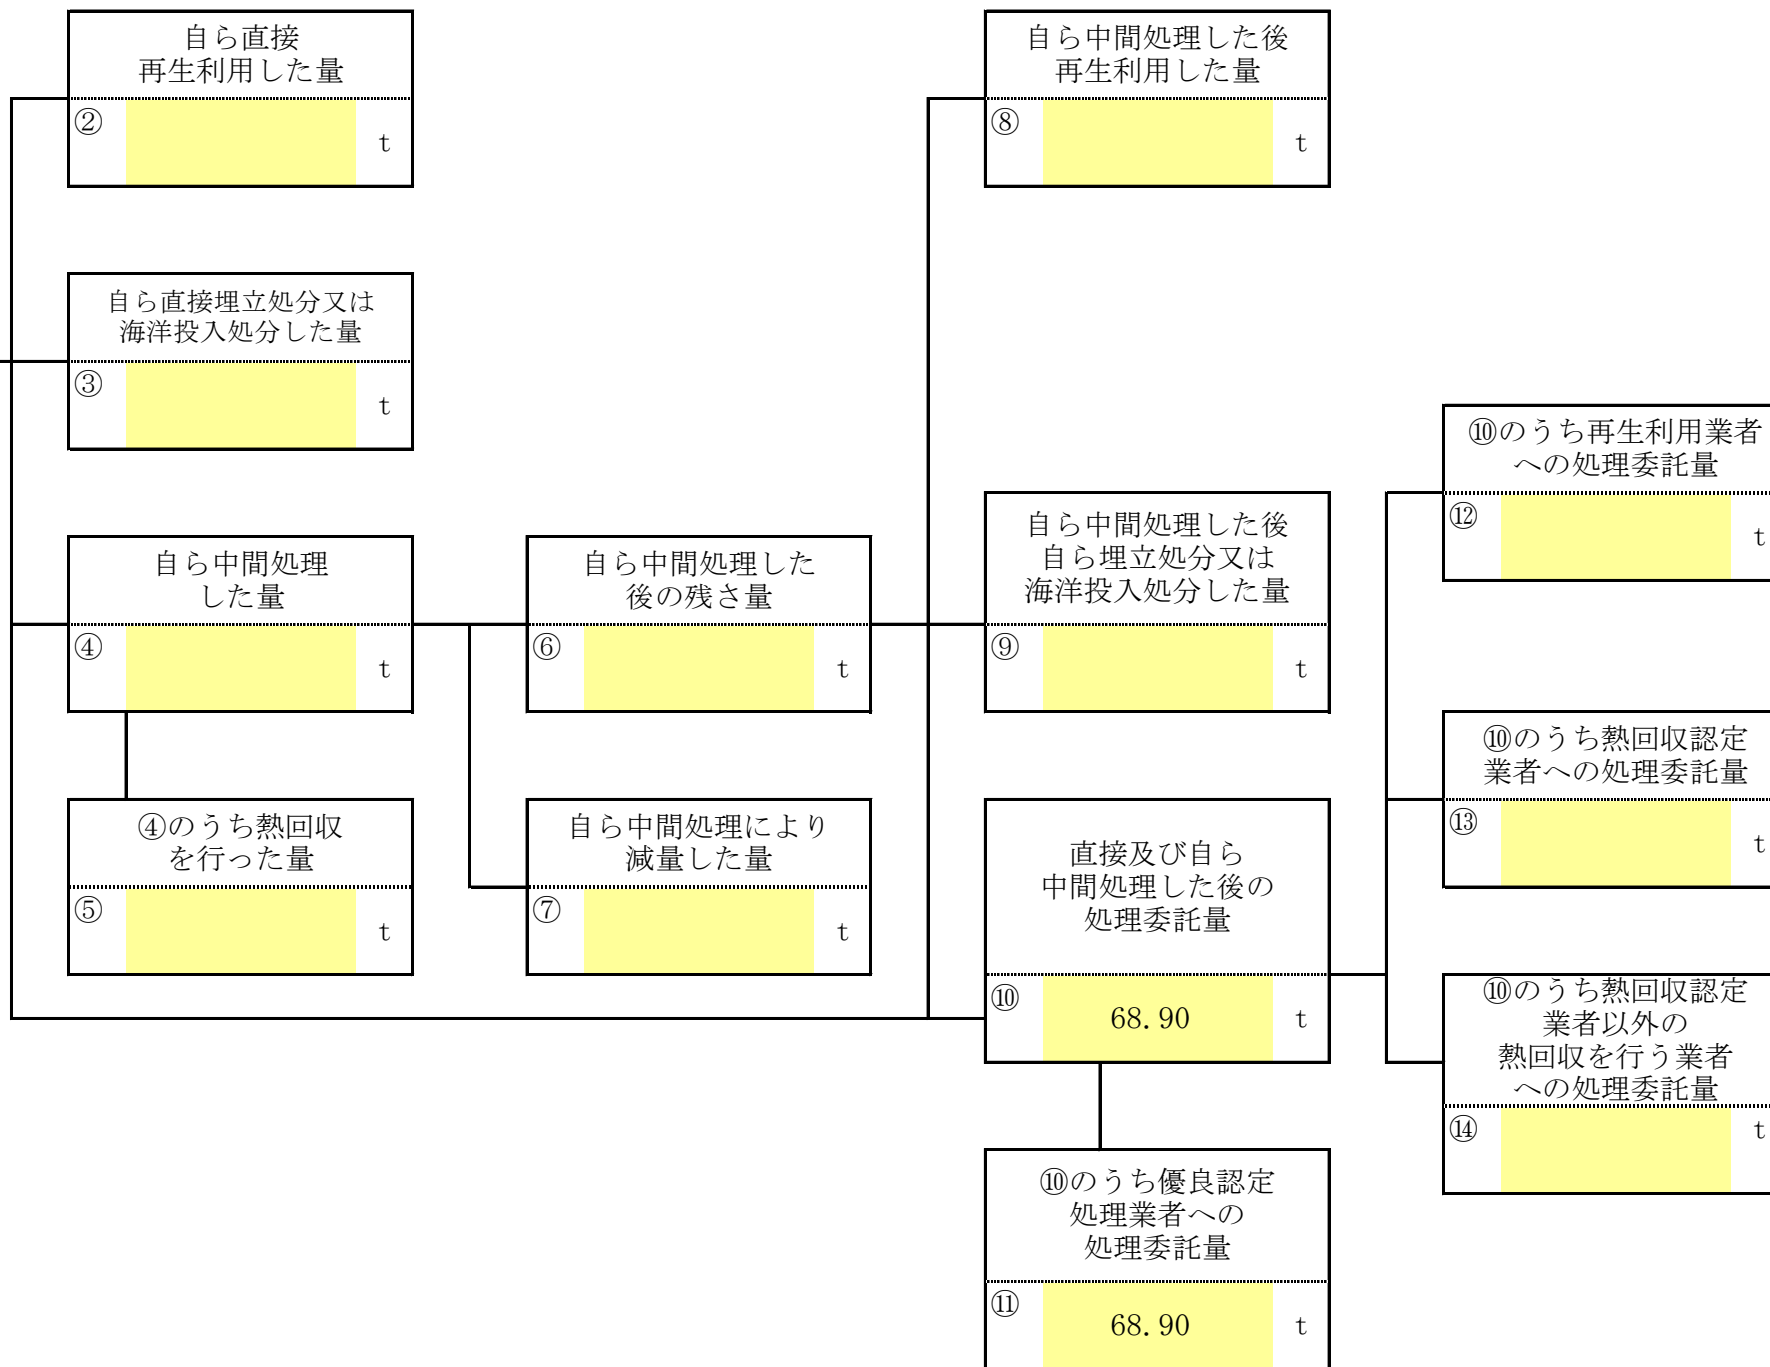 自ら直接
再生利用した量
② t
自ら中間処理した後
再生利用した量
⑧ t
自ら直接埋立処分又は
海洋投入処分した量
③ t
⑩のうち再生利用業者
への処理委託量
⑫ t
自ら中間処理
した量
④ t
自ら中間処理した
後の残さ量
⑥ t
自ら中間処理した後
自ら埋立処分又は
海洋投入処分した量
⑨ t
⑩のうち熱回収認定
業者への処理委託量
⑬ t
④のうち熱回収
を行った量
⑤ t
自ら中間処理により
減量した量
⑦ t
直接及び自ら
中間処理した後の
処理委託量
⑩ 68.90 t
⑩のうち熱回収認定
業者以外の
熱回収を行う業者
への処理委託量
⑭ t
⑩のうち優良認定
処理業者への
処理委託量
⑪ 68.90 t